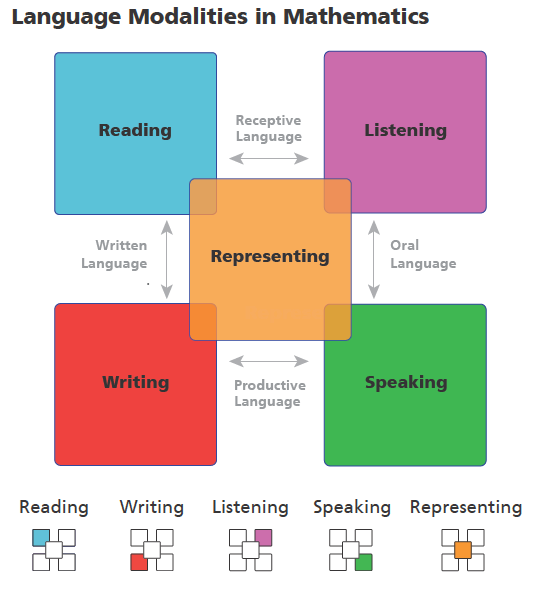 Language Modalities in Mathematics
Reading
Receptive
Language
Listening
Written
Language
Representing
Oral
Language
Writing
Productive
Language
Speaking
Reading Writing Listening Speaking Representing